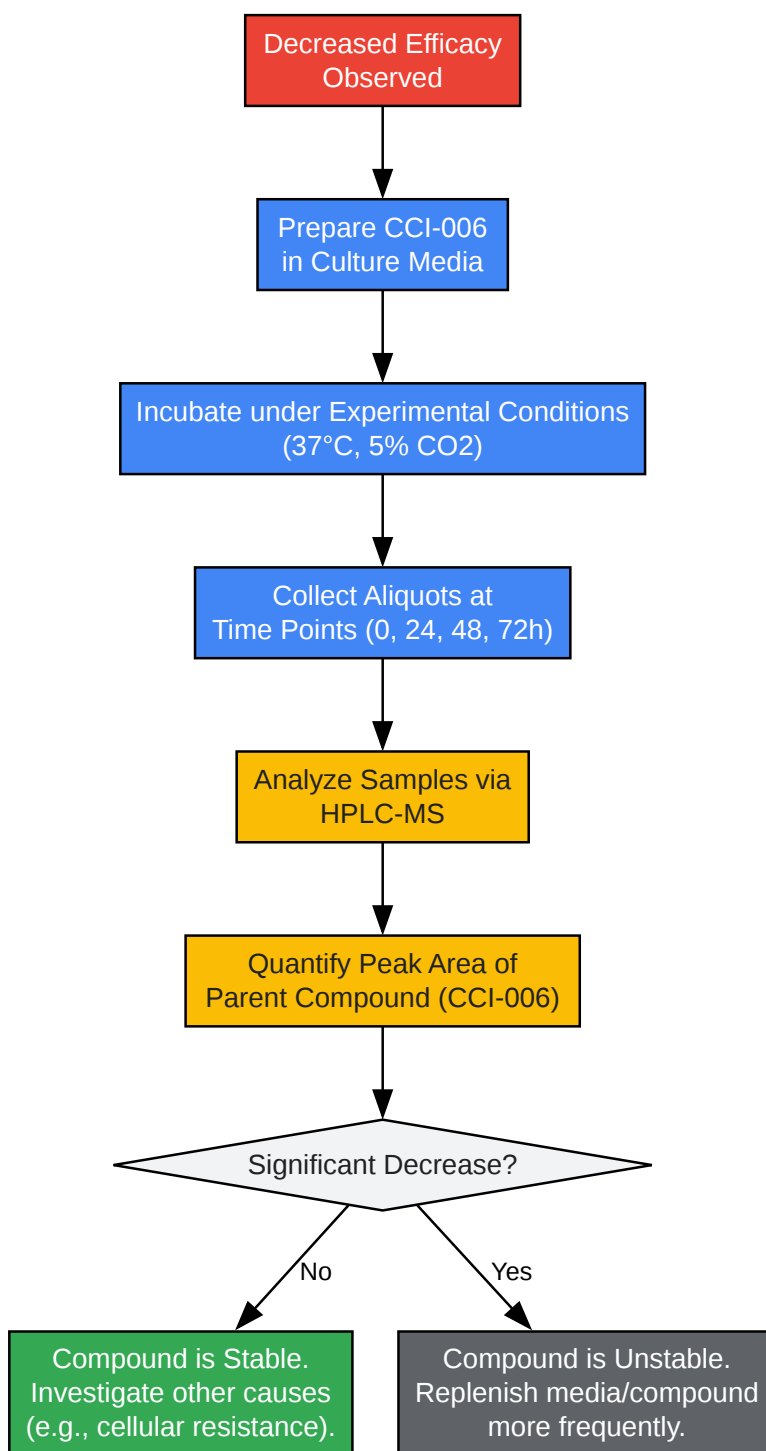 Decreased Efficacy
Observed
Prepare CCI-006
in Culture Media
Incubate under Experimental Conditions
(37°C, 5% CO2)
Collect Aliquots at
Time Points (0, 24, 48, 72h)
Analyze Samples via
HPLC-MS
Quantify Peak Area of
Parent Compound (CCI-006)
Significant Decrease?
No
Yes
Compound is Stable.
Investigate other causes
(e.g., cellular resistance).
Compound is Unstable.
Replenish media/compound
more frequently.